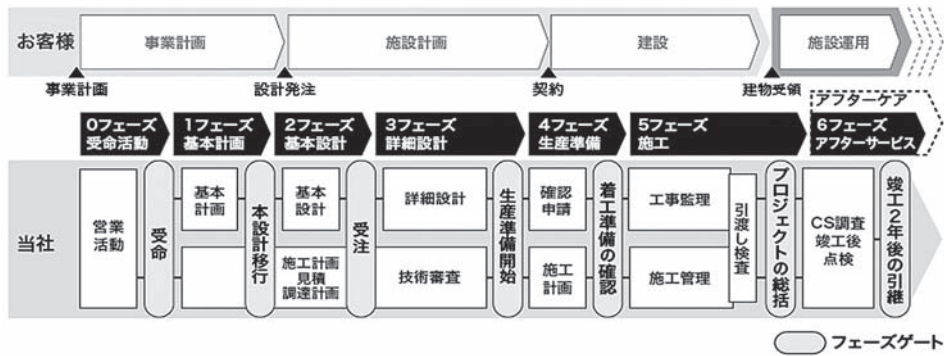 お客様
事業計画
施設計画
建設
施設運用
事業計画
設計発注
契約
建物受領
アフターケア
0フェーズ
受命活動
1フェーズ
基本計画
2フェーズ
基本設計
3フェーズ
詳細設計
4フェーズ
生産準備
5フェーズ
施工
6フェーズ
アフターサービス
当社
営業
活動
受命
基本
計画
本設計移行
基本
設計
施工計画
見積
調達計画
受注
詳細設計
技術審査
生産準備開始
確認
申請
施工
計画
着工準備の確認
工事監理
施工管理
引渡し検査
プロジェクトの総括
CS調査
竣工後
点検
竣工2年後の引継
フェーズゲート